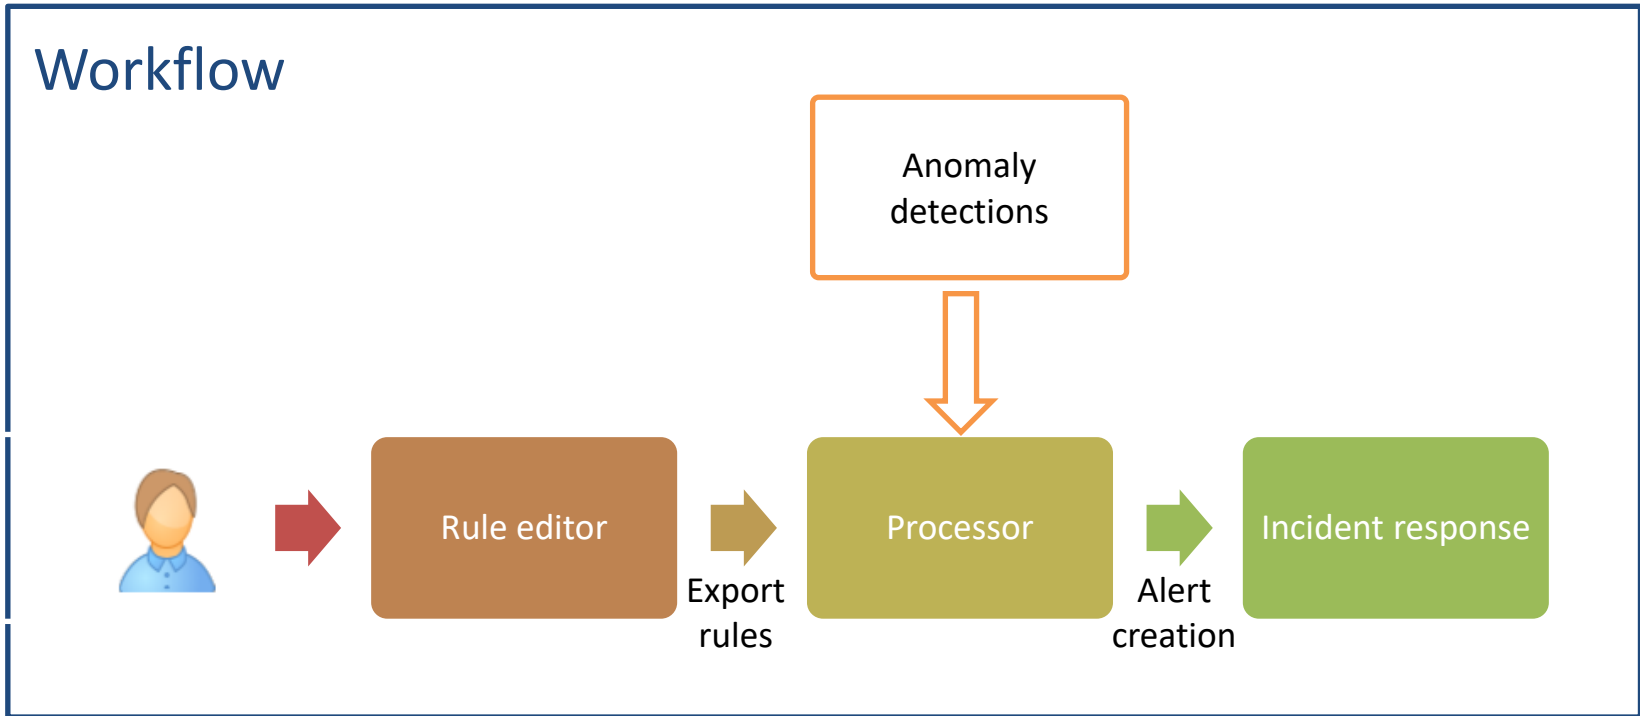 Workflow
Anomaly
detections
Rule editor
Export
rules
Processor
Alert
creation
Incident response